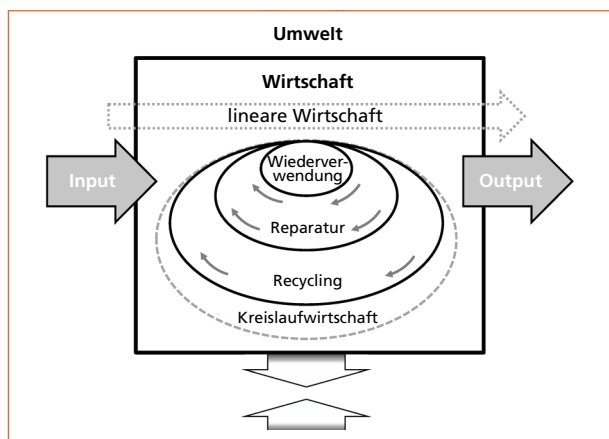 Umwelt
Wirtschaft
lineare Wirtschaft
Input
Wiederver-
wendung
Output
Reparatur
Recycling
Kreislaufwirtschaft